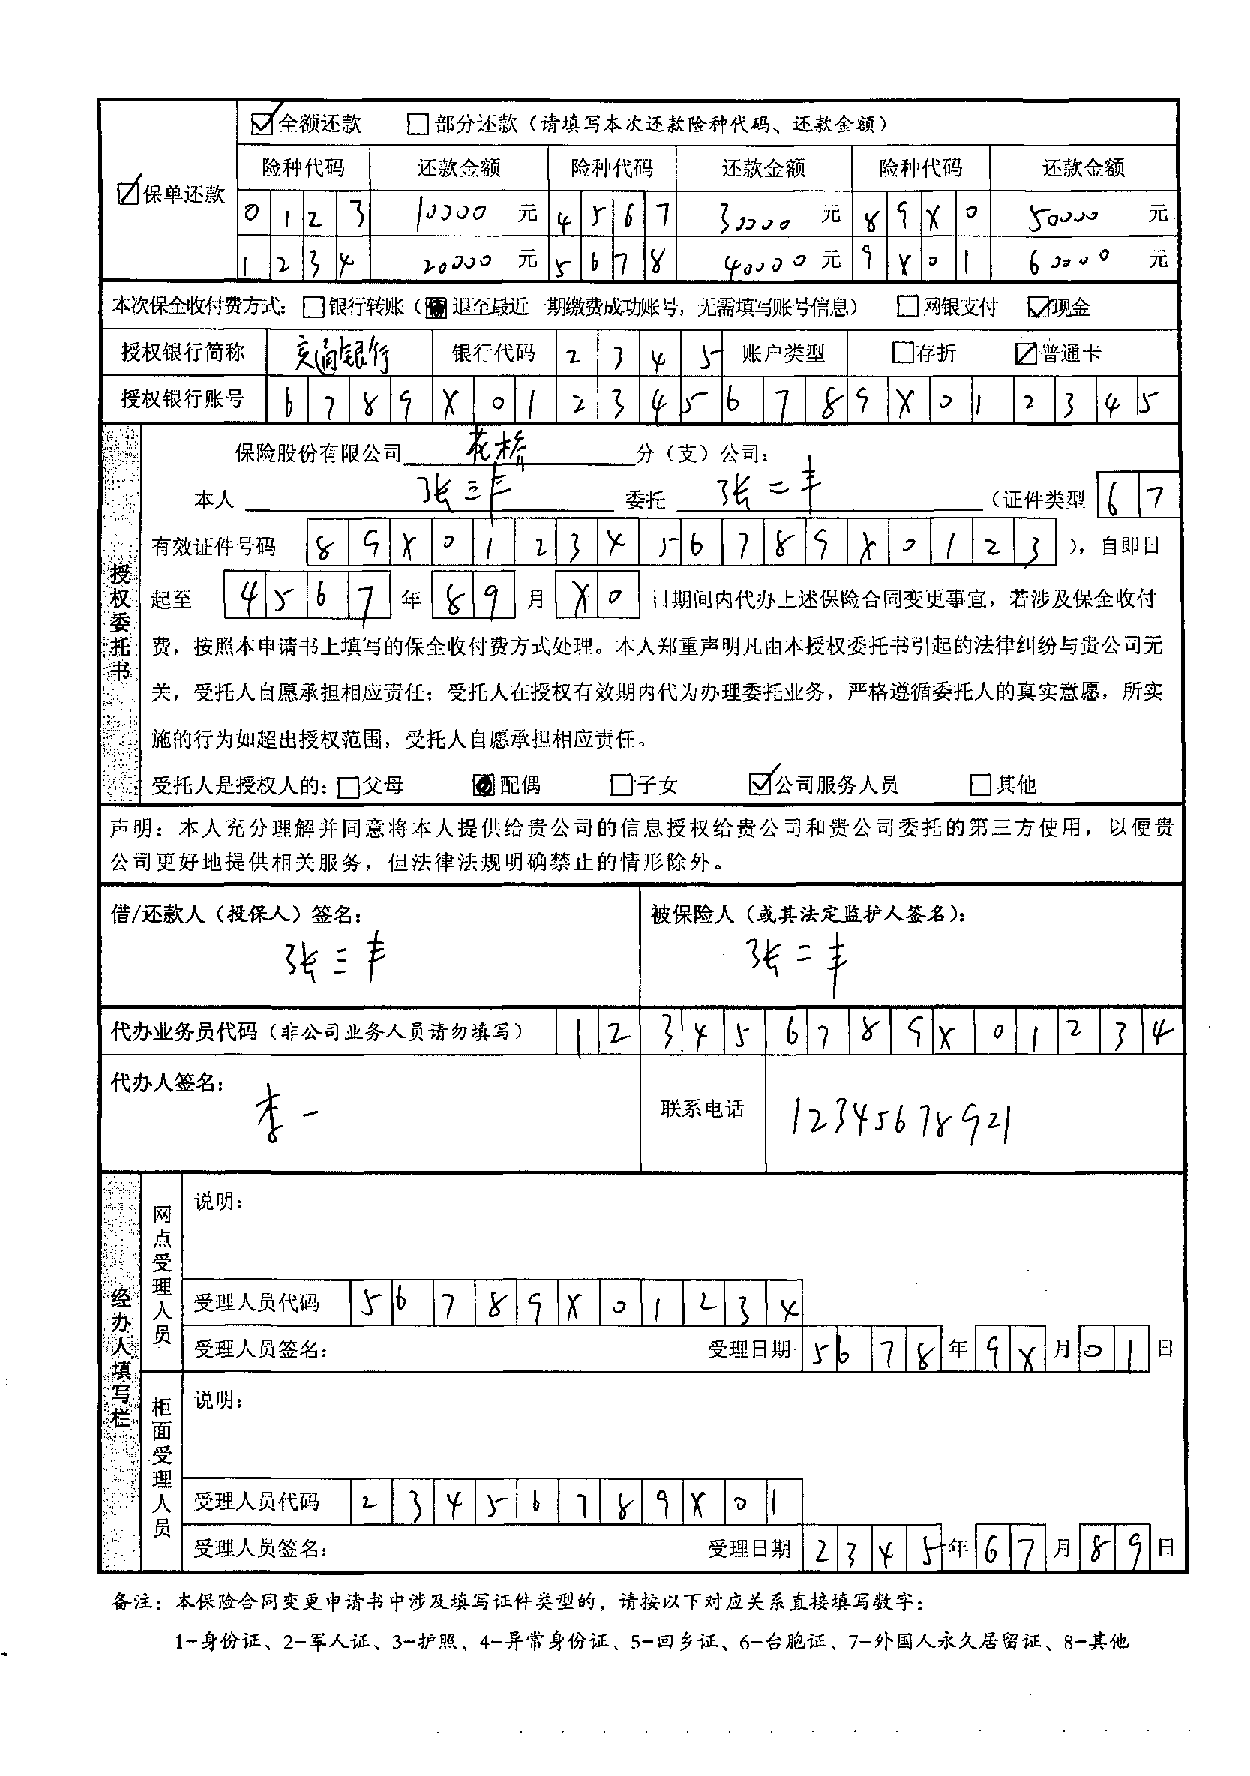 ☑全额还款 □部分还款（请填写本次还款险种代码、还款金额）
☑保单还款
险种代码 还款金额 险种代码 还款金额 险种代码 还款金额
0 1 2 3 10000 元 4 5 6 7 30000 元 8 9 X 0 50000 元
1 2 3 4 20000 元 5 6 7 8 40000 元 9 X 0 1 60000 元
本次保全收付费方式：□银行转账（■退至最近一期缴费成功账号，无需填写账号信息） □网银支付 ☑现金
授权银行简称 交通银行 银行代码 2 3 4 5 账户类型 □存折 ☑普通卡
授权银行账号 6 7 8 9 X 0 1 2 3 4 5 6 7 8 9 X 0 1 2 3 4 5
授权委托书
保险股份有限公司 花桥 分（支）公司：
本人 张三丰 委托 张二丰 （证件类型 6 7
有效证件号码 8 9 X 0 1 2 3 4 5 6 7 8 9 X 0 1 2 3 ），自即日
起至 4 5 6 7 年 8 9 月 X 0 日期间内代办上述保险合同变更事宜，若涉及保全收付
费，按照本申请书上填写的保全收付费方式处理。本人郑重声明凡由本授权委托书引起的法律纠纷与贵公司无
关，受托人自愿承担相应责任；受托人在授权有效期内代为办理委托业务，严格遵循委托人的真实意愿，所实
施的行为如超出授权范围，受托人自愿承担相应责任。
受托人是授权人的：□父母 ■配偶 □子女 ☑公司服务人员 □其他
声明：本人充分理解并同意将本人提供给贵公司的信息授权给贵公司和贵公司委托的第三方使用，以便贵
公司更好地提供相关服务，但法律法规明确禁止的情形除外。
借/还款人（投保人）签名： 被保险人（或其法定监护人签名）：
张三丰 张二丰
代办业务员代码（非公司业务人员请勿填写） 1 2 3 4 5 6 7 8 9 X 0 1 2 3 4
代办人签名：
李一 联系电话 12345678921
经办人填写栏
网点受理人员
说明：
受理人员代码 5 6 7 8 9 X 0 1 2 3 4
受理人员签名： 受理日期 5 6 7 8 年 9 X 月 0 1 日
柜面受理人员
说明：
受理人员代码 2 3 4 5 6 7 8 9 X 0 1
受理人员签名： 受理日期 2 3 4 5 年 6 7 月 8 9 日
备注：本保险合同变更申请书中涉及填写证件类型的，请按以下对应关系直接填写数字：
1-身份证、2-军人证、3-护照、4-异常身份证、5-回乡证、6-台胞证、7-外国人永久居留证、8-其他